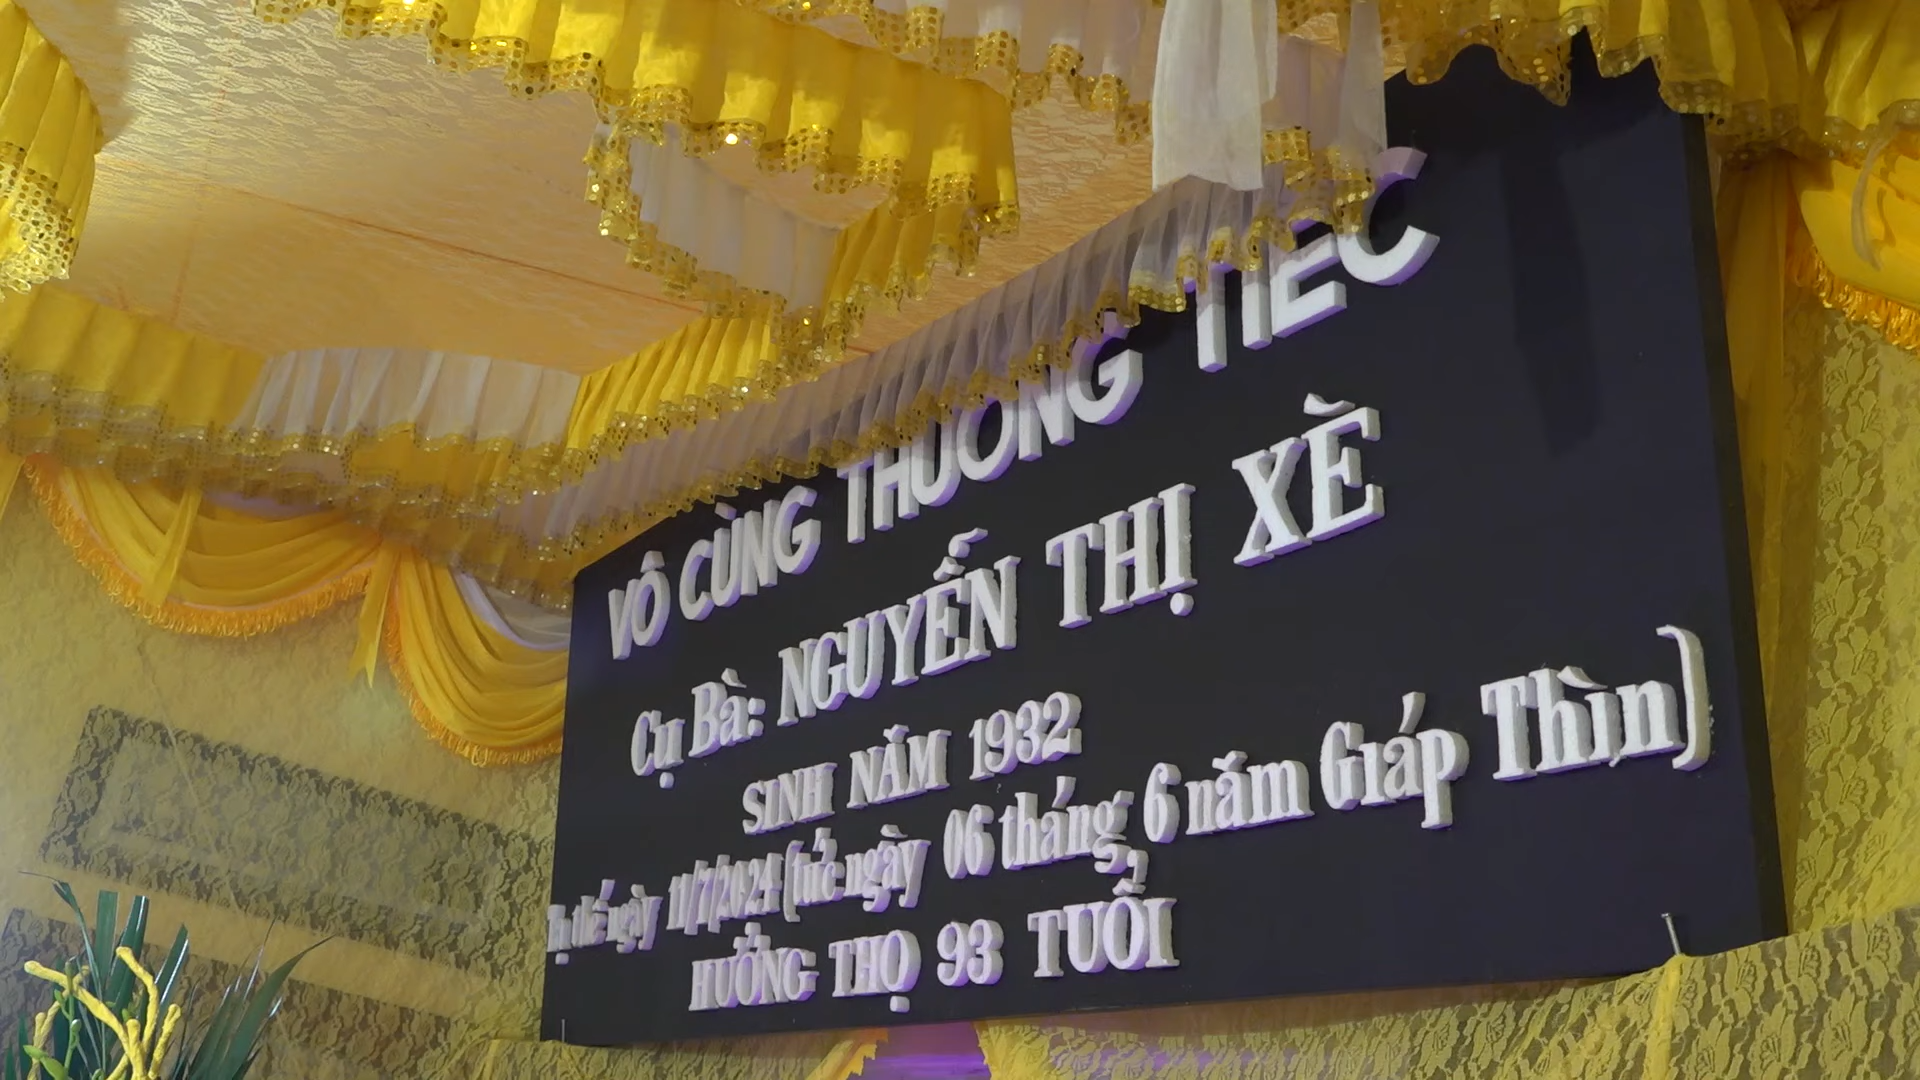 VÔ CÙNG THƯƠNG TIẾC
Cụ Bà: NGUYỄN THỊ XÈ
SINH NĂM 1932
Tạ thế ngày 11/7/2024 (tức ngày 06 tháng 6 năm Giáp Thìn)
HƯỞNG THỌ 93 TUỔI